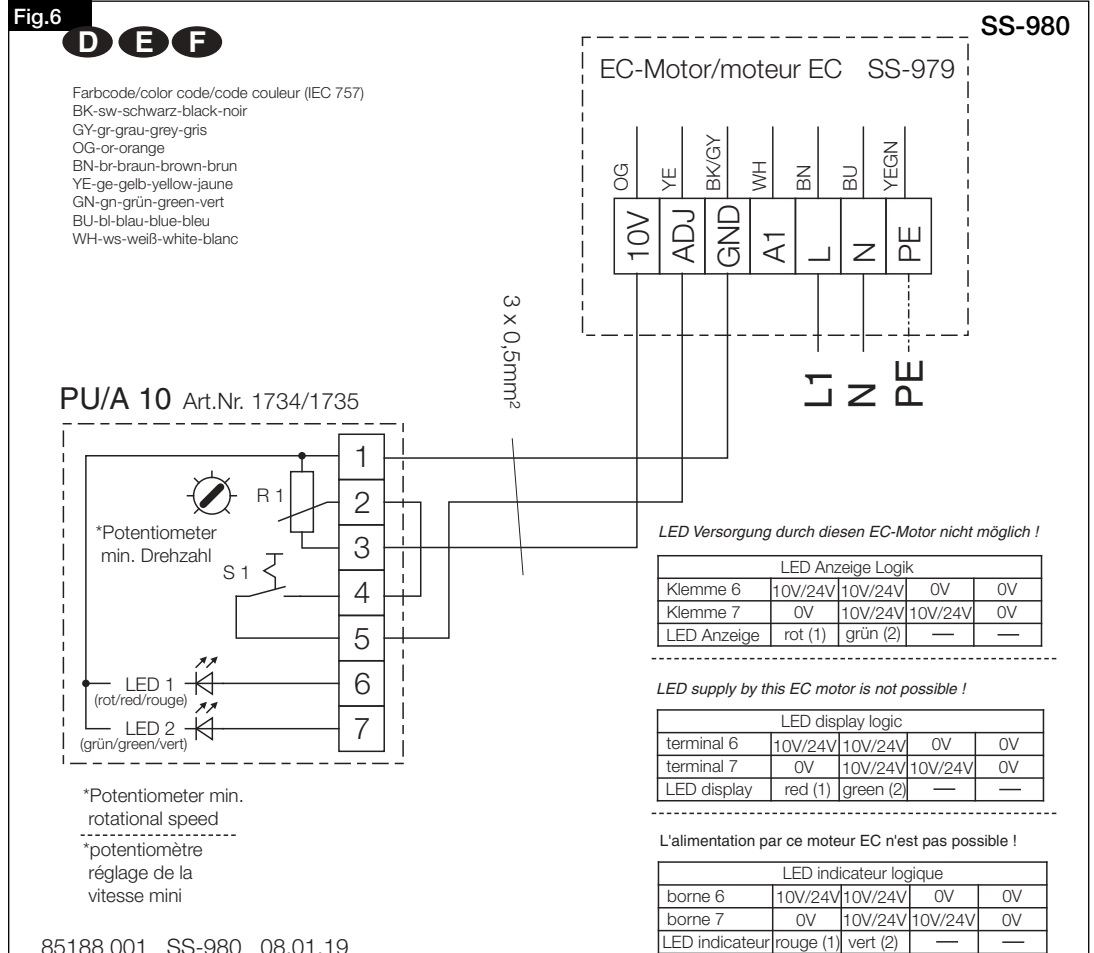 Fig.6
SS-980
D E F
Farbcode/color code/code couleur (IEC 757)
BK-sw-schwarz-black-noir
GY-gr-grau-grey-gris
OG-or-orange
BN-br-braun-brown-brun
YE-ge-gelb-yellow-jaune
GN-gn-grün-green-vert
BU-bl-blau-blue-bleu
WH-ws-weiß-white-blanc
EC-Motor/moteur EC SS-979
OG YE BK/GY WH BN BU YEGN
10V ADJ GND A1 L N PE
L1 N PE
3 x 0,5mm²
PU/A 10 Art.Nr. 1734/1735
1
2
3
4
5
6
7
R 1
*Potentiometer
min. Drehzahl
S 1
LED 1
(rot/red/rouge)
LED 2
(grün/green/vert)
*Potentiometer min.
rotational speed
*potentiomètre
réglage de la
vitesse mini
LED Versorgung durch diesen EC-Motor nicht möglich !
LED Anzeige Logik
Klemme 6 10V/24V 10V/24V 0V 0V
Klemme 7 0V 10V/24V 10V/24V 0V
LED Anzeige rot (1) grün (2) — —
LED supply by this EC motor is not possible !
LED display logic
terminal 6 10V/24V 10V/24V 0V 0V
terminal 7 0V 10V/24V 10V/24V 0V
LED display red (1) green (2) — —
L'alimentation par ce moteur EC n'est pas possible !
LED indicateur logique
borne 6 10V/24V 10V/24V 0V 0V
borne 7 0V 10V/24V 10V/24V 0V
LED indicateur rouge (1) vert (2) — —
85188.001 SS-980 08.01.19